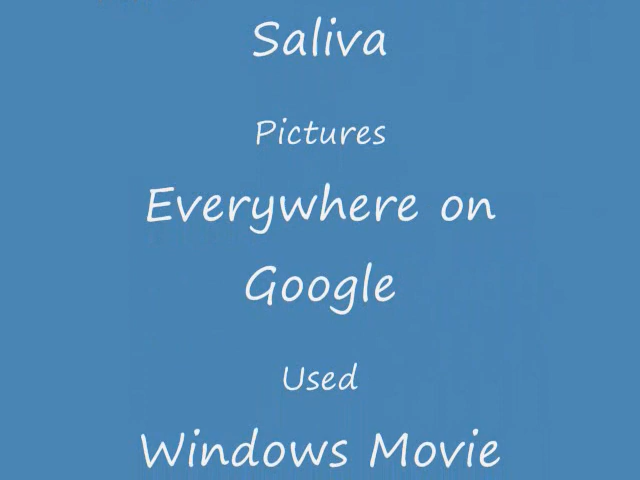 Saliva
Pictures
Everywhere on
Google
Used
Windows Movie